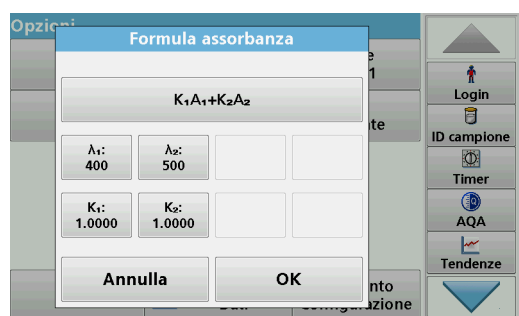 Opzioni
Formula assorbanza
K₁A₁+K₂A₂
λ₁:
400
λ₂:
500
K₁:
1.0000
K₂:
1.0000
Annulla
OK
Login
ID campione
Timer
AQA
Tendenze